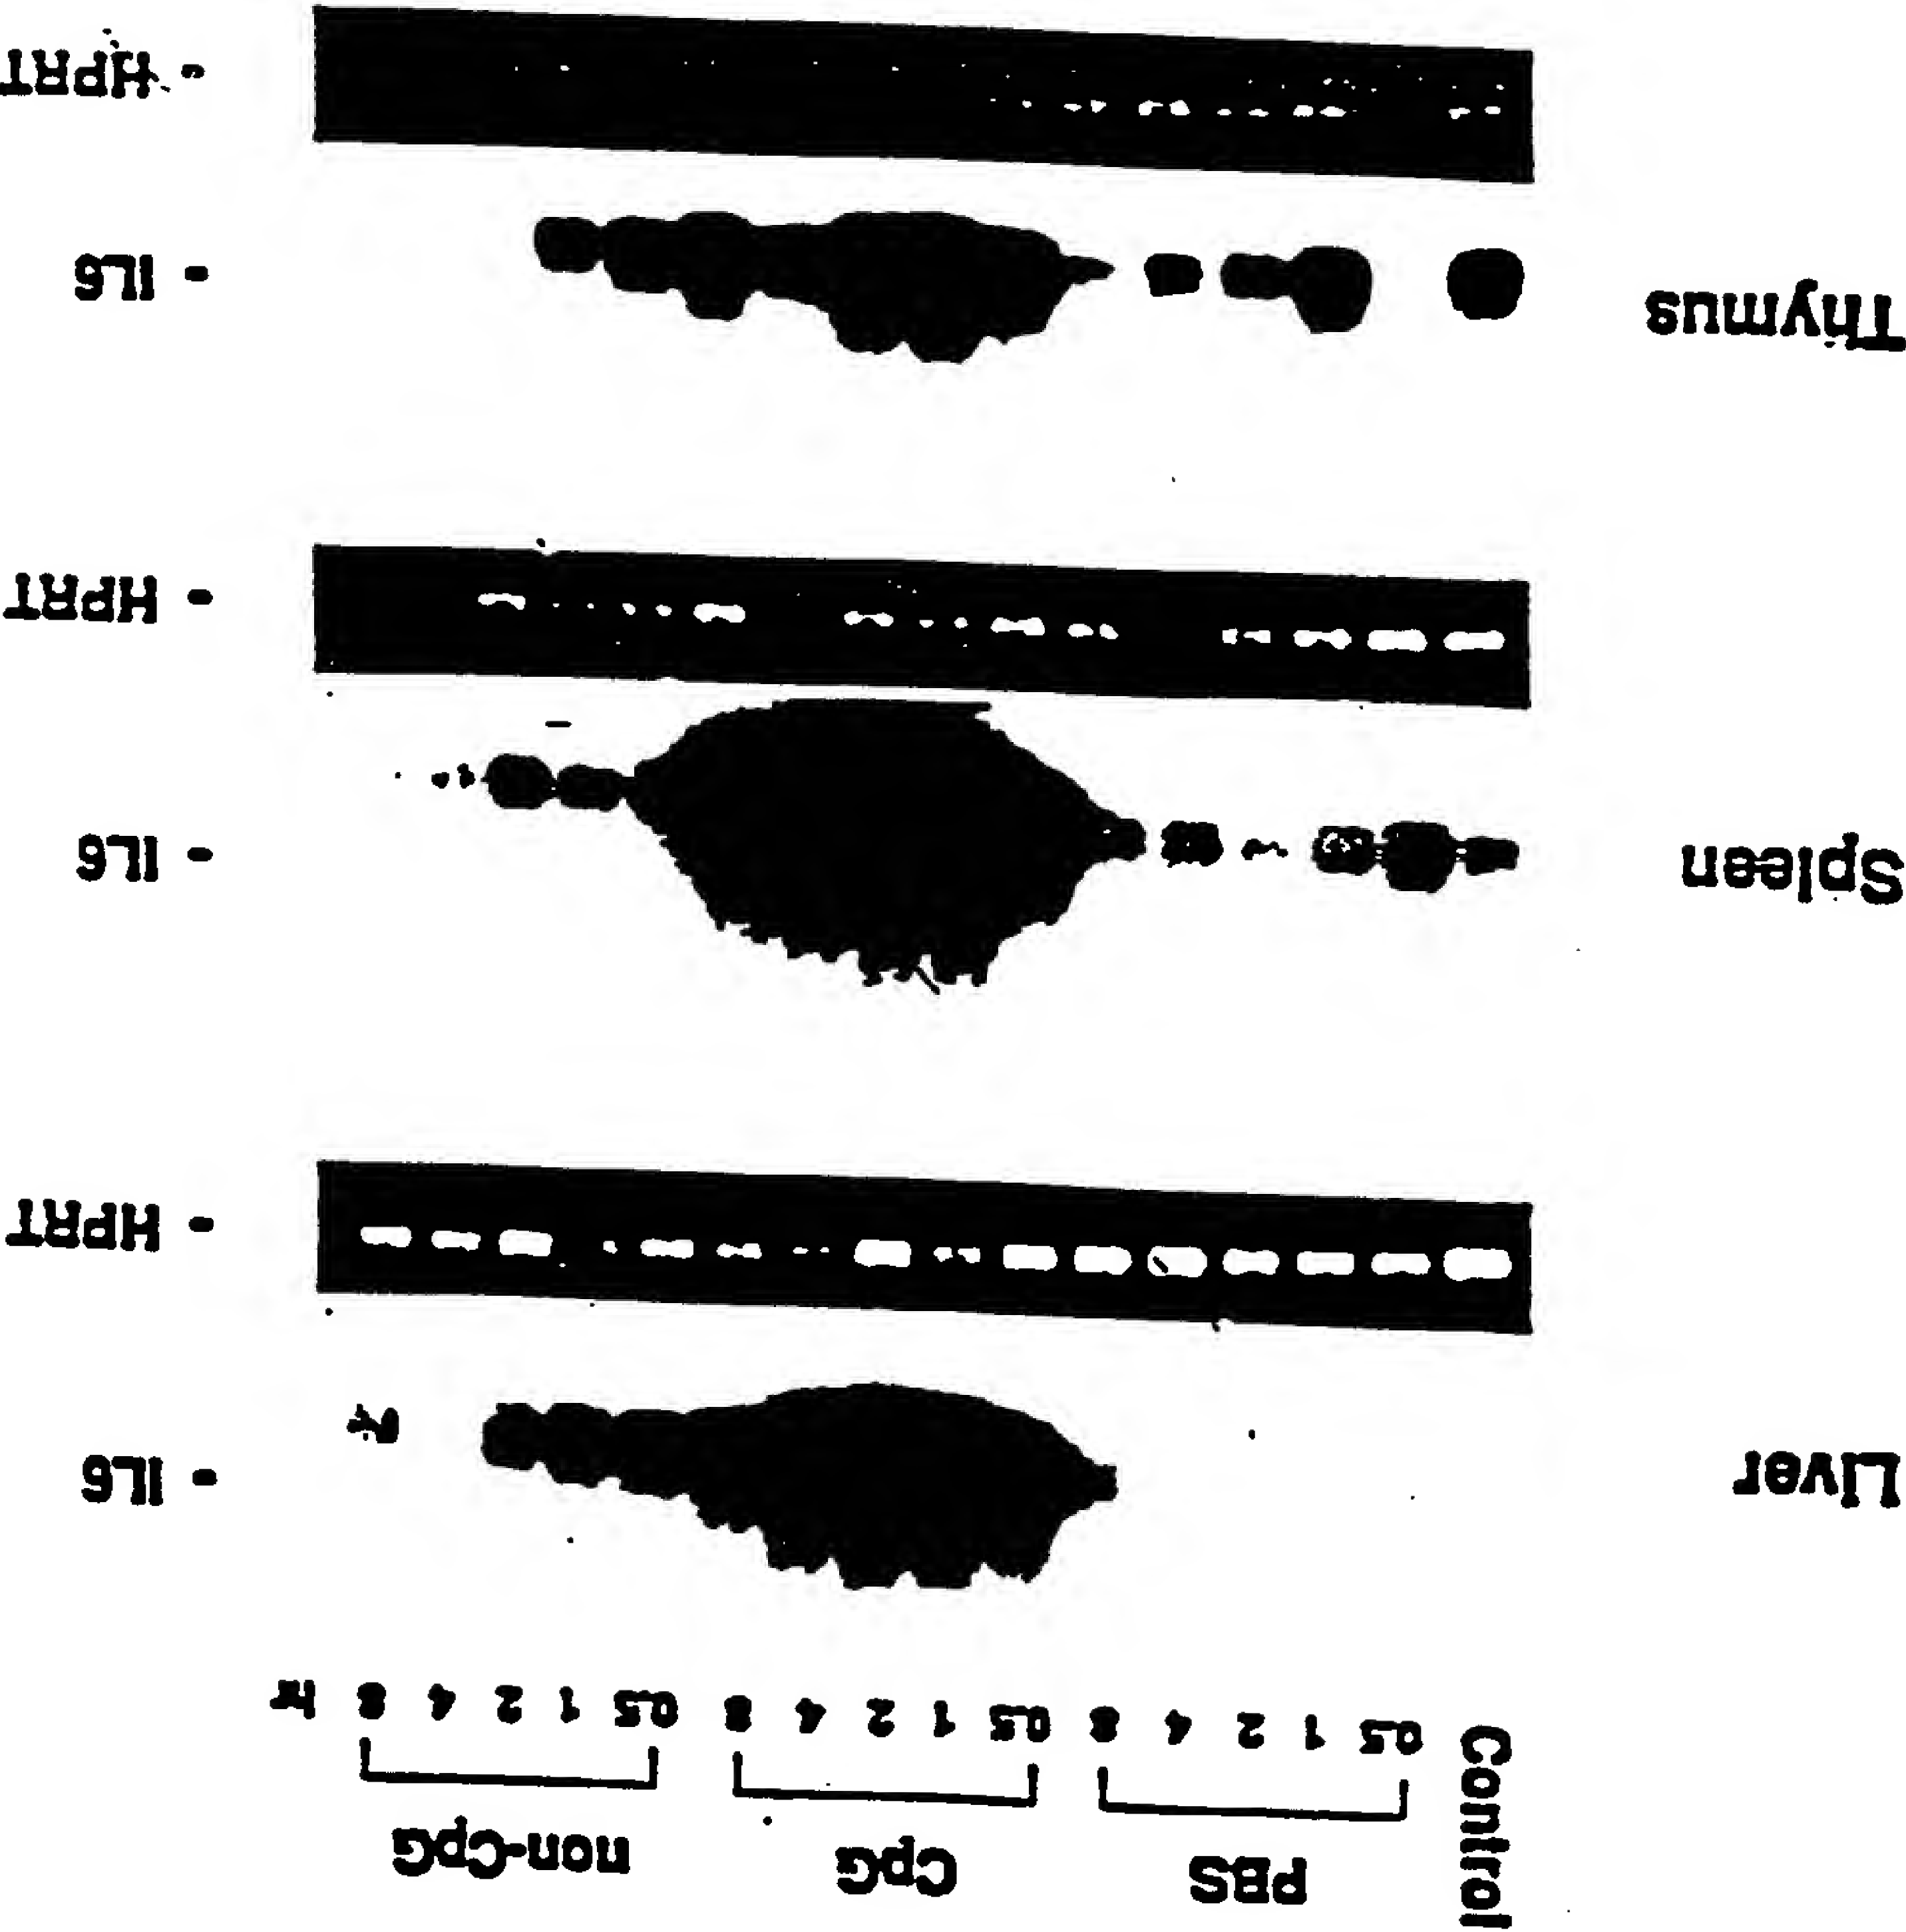 Control
PBS CpG non-CpG
0.5 1 2 4 8 0.5 1 2 4 8 0.5 1 2 4 8 hr
Liver - IL6
- HPRT
Spleen - IL6
- HPRT
Thymus - IL6
- HPRT